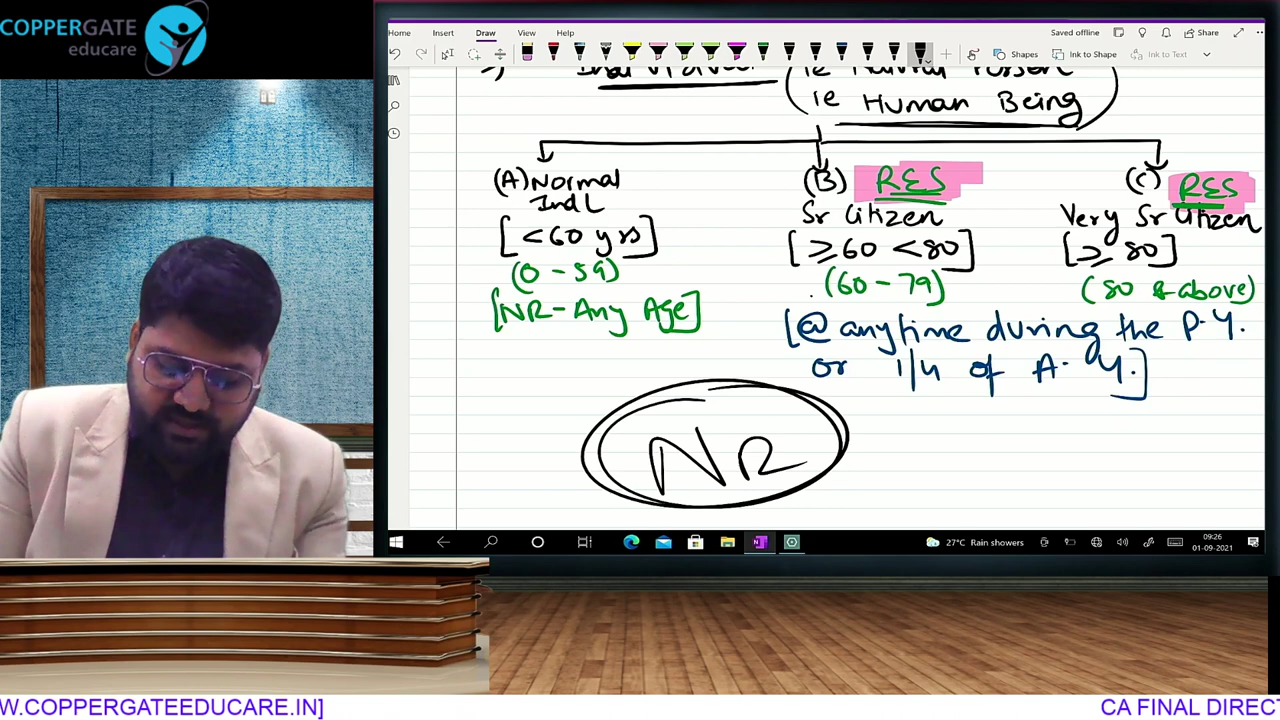 COPPERGATE
educare
Home Insert Draw View Help
Saved offline
Share
Shapes
Ink to Shape
Ink to Text
ie Human Being
(A) Normal
Indl
[<60 yrs]
(0-59)
[NR-Any Age]
(B) RES
Sr Citizen
[≥60 <80]
(60-79)
(C) RES
Very Sr Citizen
[≥ 80]
(80 & above)
[@ anytime during the P.Y.
or 1/4 of A.Y.]
NR
27°C Rain showers
09:26
01-09-2021
W.COPPERGATEEDUCARE.IN]
CA FINAL DIRECT